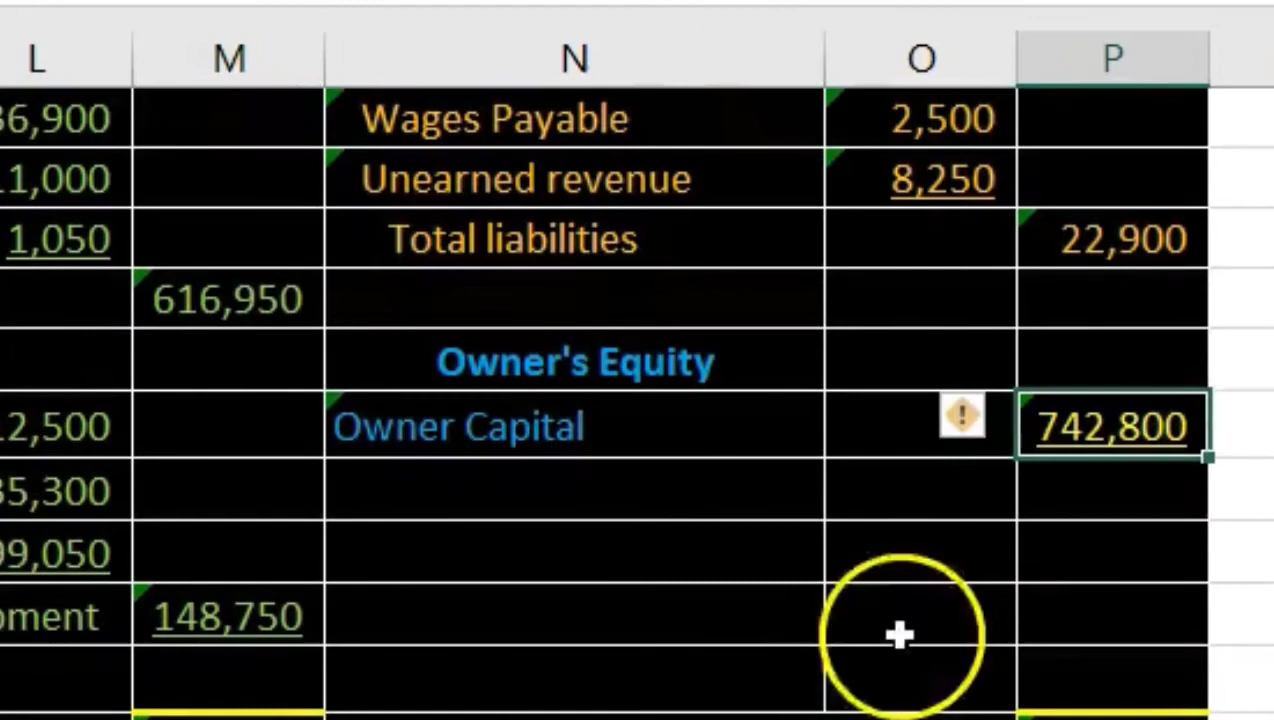 L M N O P
Wages Payable 2,500
Unearned revenue 8,250
1,050 Total liabilities 22,900
616,950
Owner's Equity
Owner Capital 742,800
148,750